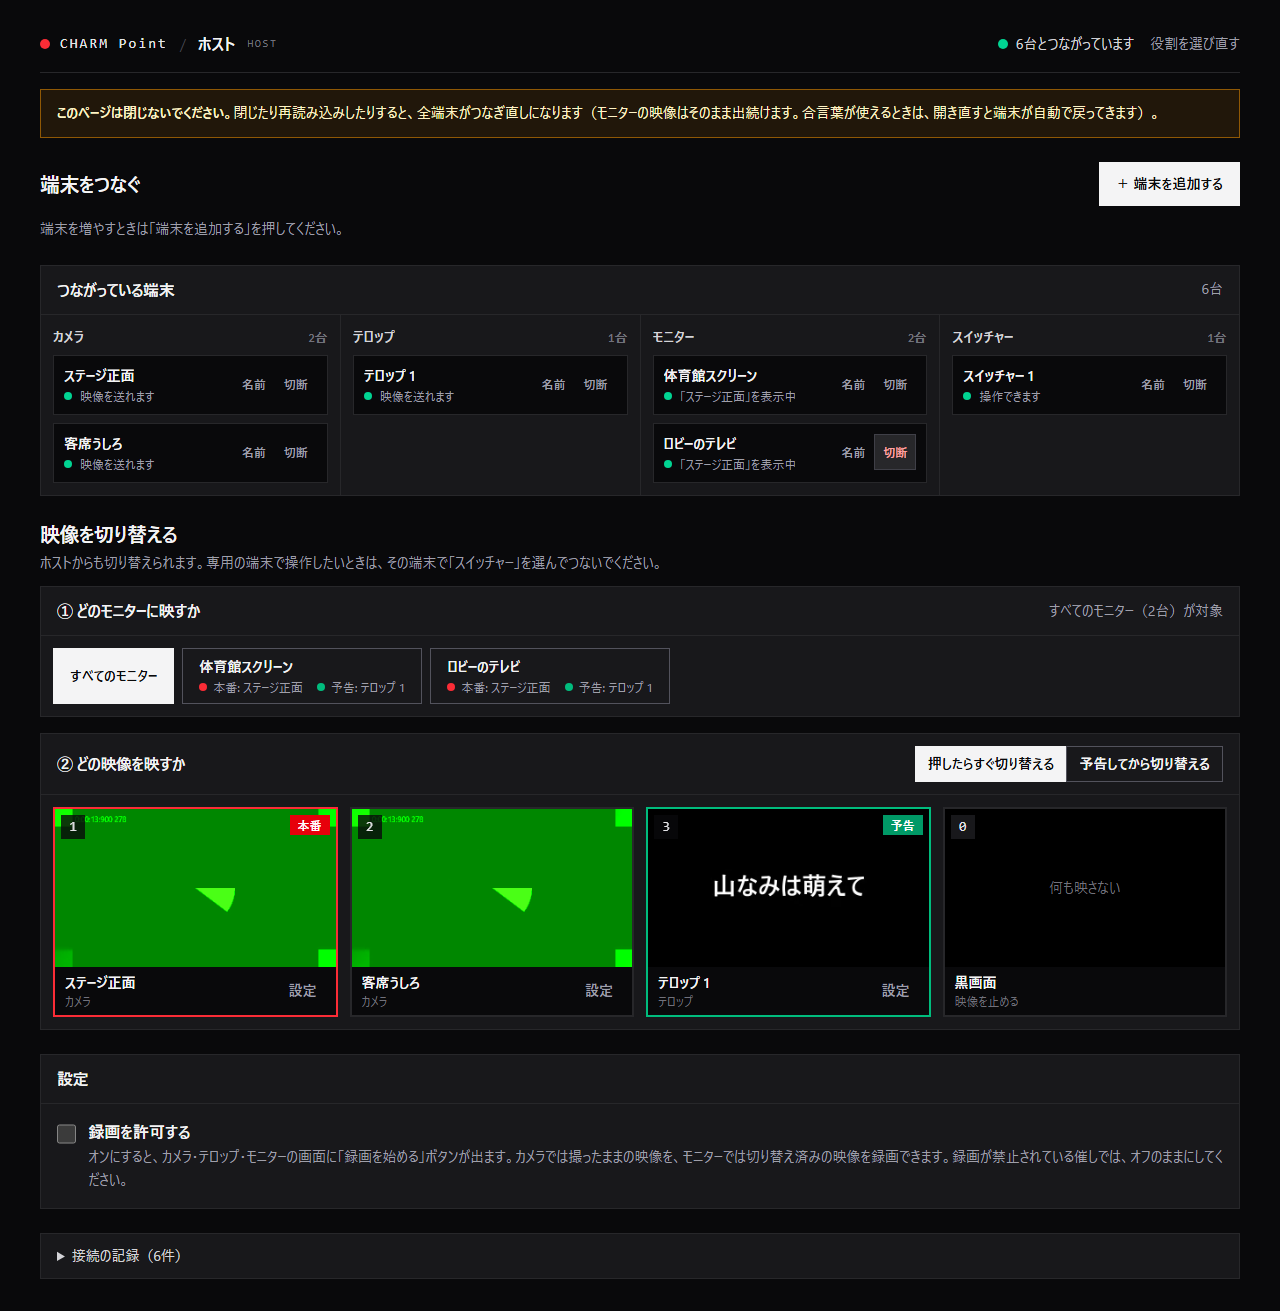 CHARM Point / ホスト HOST
6台とつながっています 役割を選び直す
このページは閉じないでください。閉じたり再読み込みしたりすると、全端末がつなぎ直しになります（モニターの映像はそのまま出続けます。合言葉が使えるときは、開き直すと端末が自動で戻ってきます）。
端末をつなぐ
＋ 端末を追加する
端末を増やすときは「端末を追加する」を押してください。
つながっている端末
6台
カメラ 2台
ステージ正面
映像を送れます
名前 切断
客席うしろ
映像を送れます
名前 切断
テロップ 1台
テロップ 1
映像を送れます
名前 切断
モニター 2台
体育館スクリーン
「ステージ正面」を表示中
名前 切断
ロビーのテレビ
「ステージ正面」を表示中
名前 切断
スイッチャー 1台
スイッチャー 1
操作できます
名前 切断
映像を切り替える
ホストからも切り替えられます。専用の端末で操作したいときは、その端末で「スイッチャー」を選んでつないでください。
① どのモニターに映すか
すべてのモニター（2台）が対象
すべてのモニター
体育館スクリーン
本番: ステージ正面 予告: テロップ 1
ロビーのテレビ
本番: ステージ正面 予告: テロップ 1
② どの映像を映すか
押したらすぐ切り替える 予告してから切り替える
1
0:13:900 270
本番
ステージ正面
カメラ
設定
2
0:13:900 270
客席うしろ
カメラ
設定
3
予告
山なみは萌えて
テロップ 1
テロップ
設定
0
何も映さない
黒画面
映像を止める
設定
録画を許可する
オンにすると、カメラ・テロップ・モニターの画面に「録画を始める」ボタンが出ます。カメラでは撮ったままの映像を、モニターでは切り替え済みの映像を録画できます。録画が禁止されている催しでは、オフのままにしてく
ださい。
▶ 接続の記録（6件）